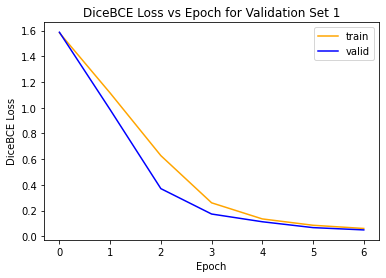 DiceBCE Loss vs Epoch for Validation Set 1
train
valid
DiceBCE Loss
1.6
1.4
1.2
1.0
0.8
0.6
0.4
0.2
0.0
0 1 2 3 4 5 6
Epoch